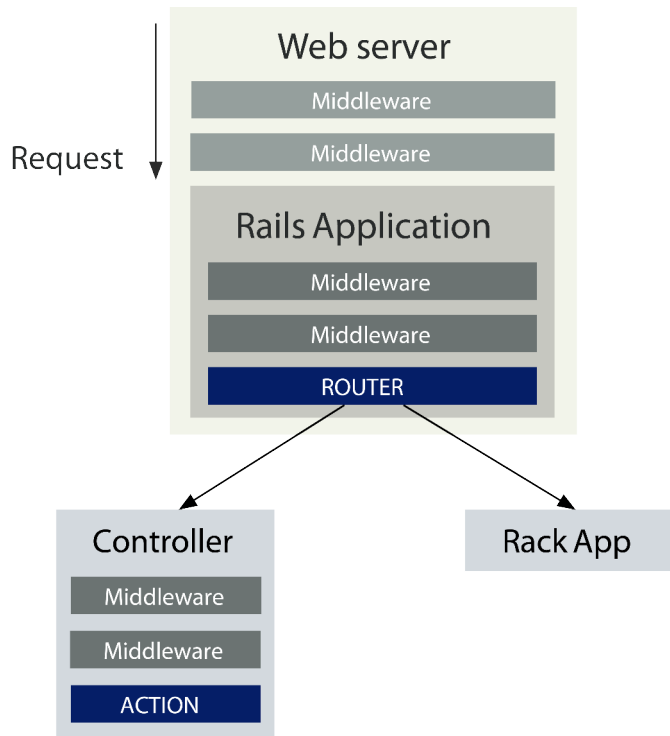 Web server
Middleware
Request
Middleware
Rails Application
Middleware
Middleware
ROUTER
Controller
Middleware
Middleware
ACTION
Rack App